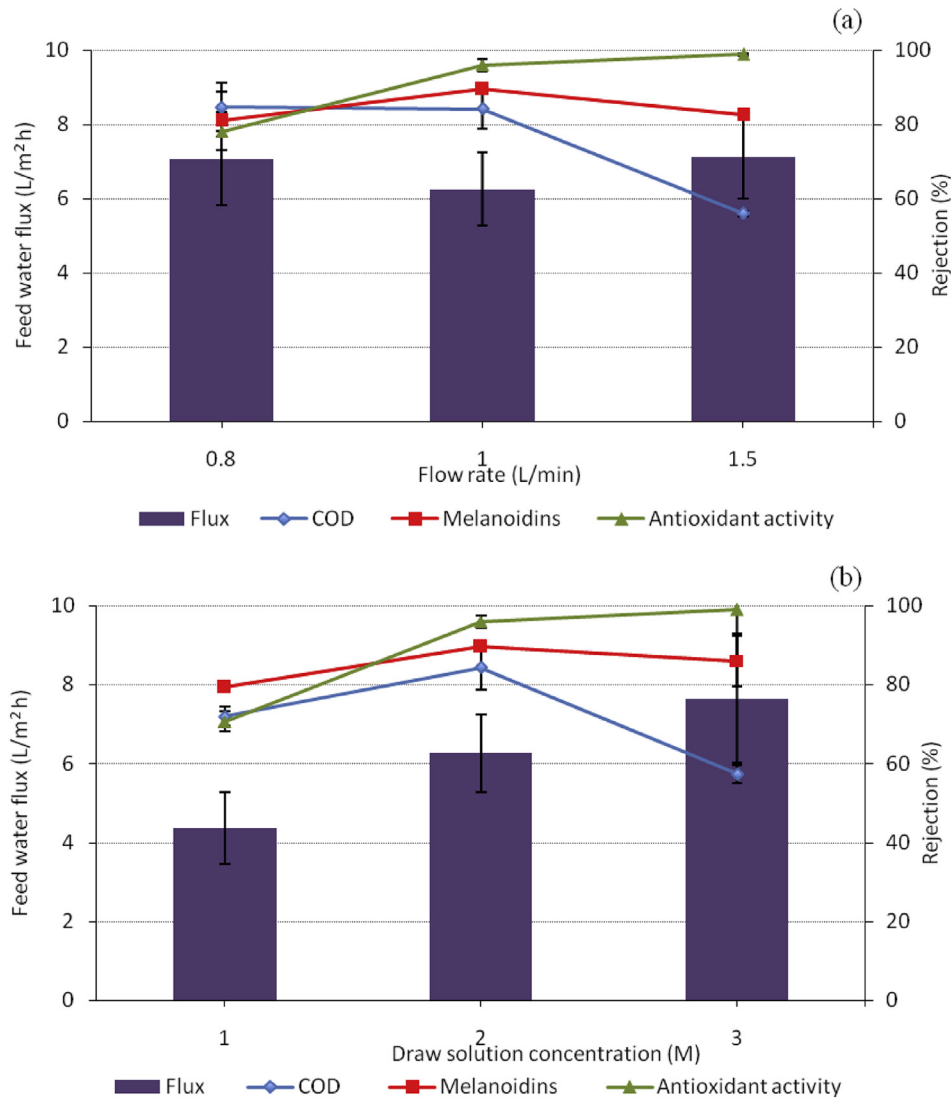 (a)
10
8
6
4
2
0
Feed water flux (L/m²h)
100
80
60
40
20
0
Rejection (%)
0.8 1 1.5
Flow rate (L/min)
Flux COD Melanoidins Antioxidant activity
(b)
10
8
6
4
2
0
Feed water flux (L/m²h)
100
80
60
40
20
0
Rejection (%)
1 2 3
Draw solution concentration (M)
Flux COD Melanoidins Antioxidant activity